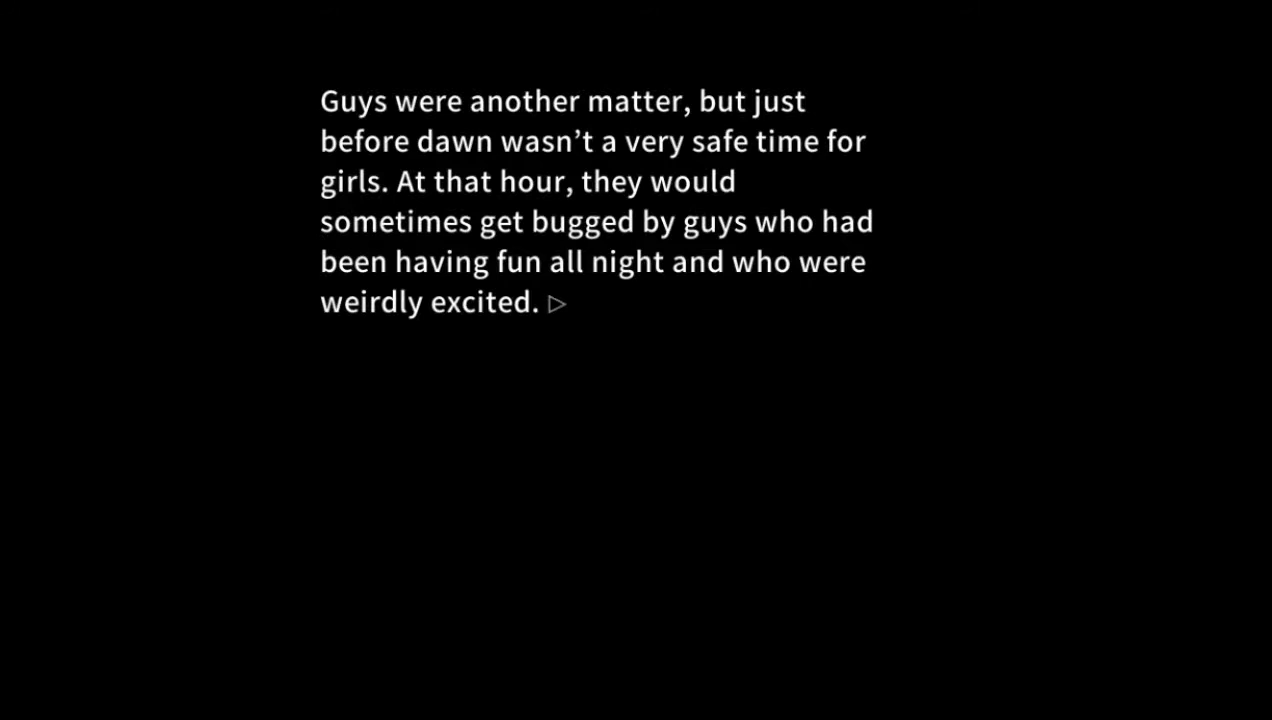 Guys were another matter, but just
before dawn wasn’t a very safe time for
girls. At that hour, they would
sometimes get bugged by guys who had
been having fun all night and who were
weirdly excited. ▷